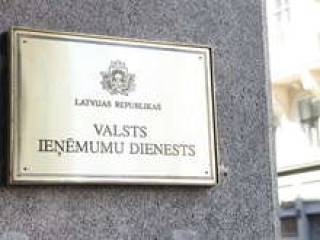 LATVIJAS REPUBLIKAS
VALSTS
IEŅĒMUMU DIENESTS